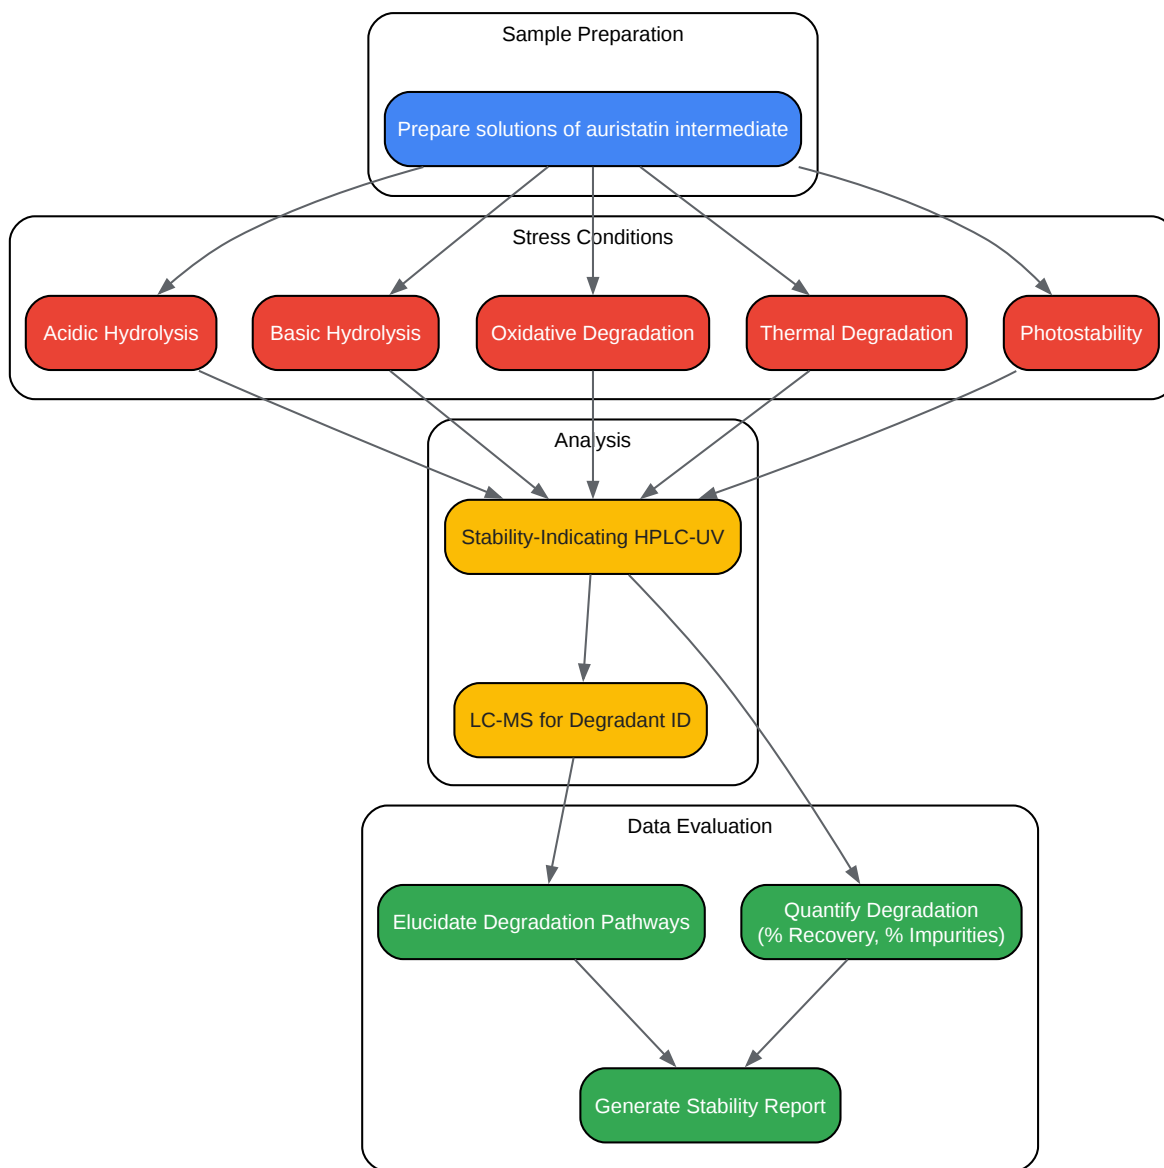 Sample Preparation
Prepare solutions of auristatin intermediate
Stress Conditions
Acidic Hydrolysis
Basic Hydrolysis
Oxidative Degradation
Thermal Degradation
Photostability
Analysis
Stability-Indicating HPLC-UV
LC-MS for Degradant ID
Data Evaluation
Elucidate Degradation Pathways
Quantify Degradation
(% Recovery, % Impurities)
Generate Stability Report